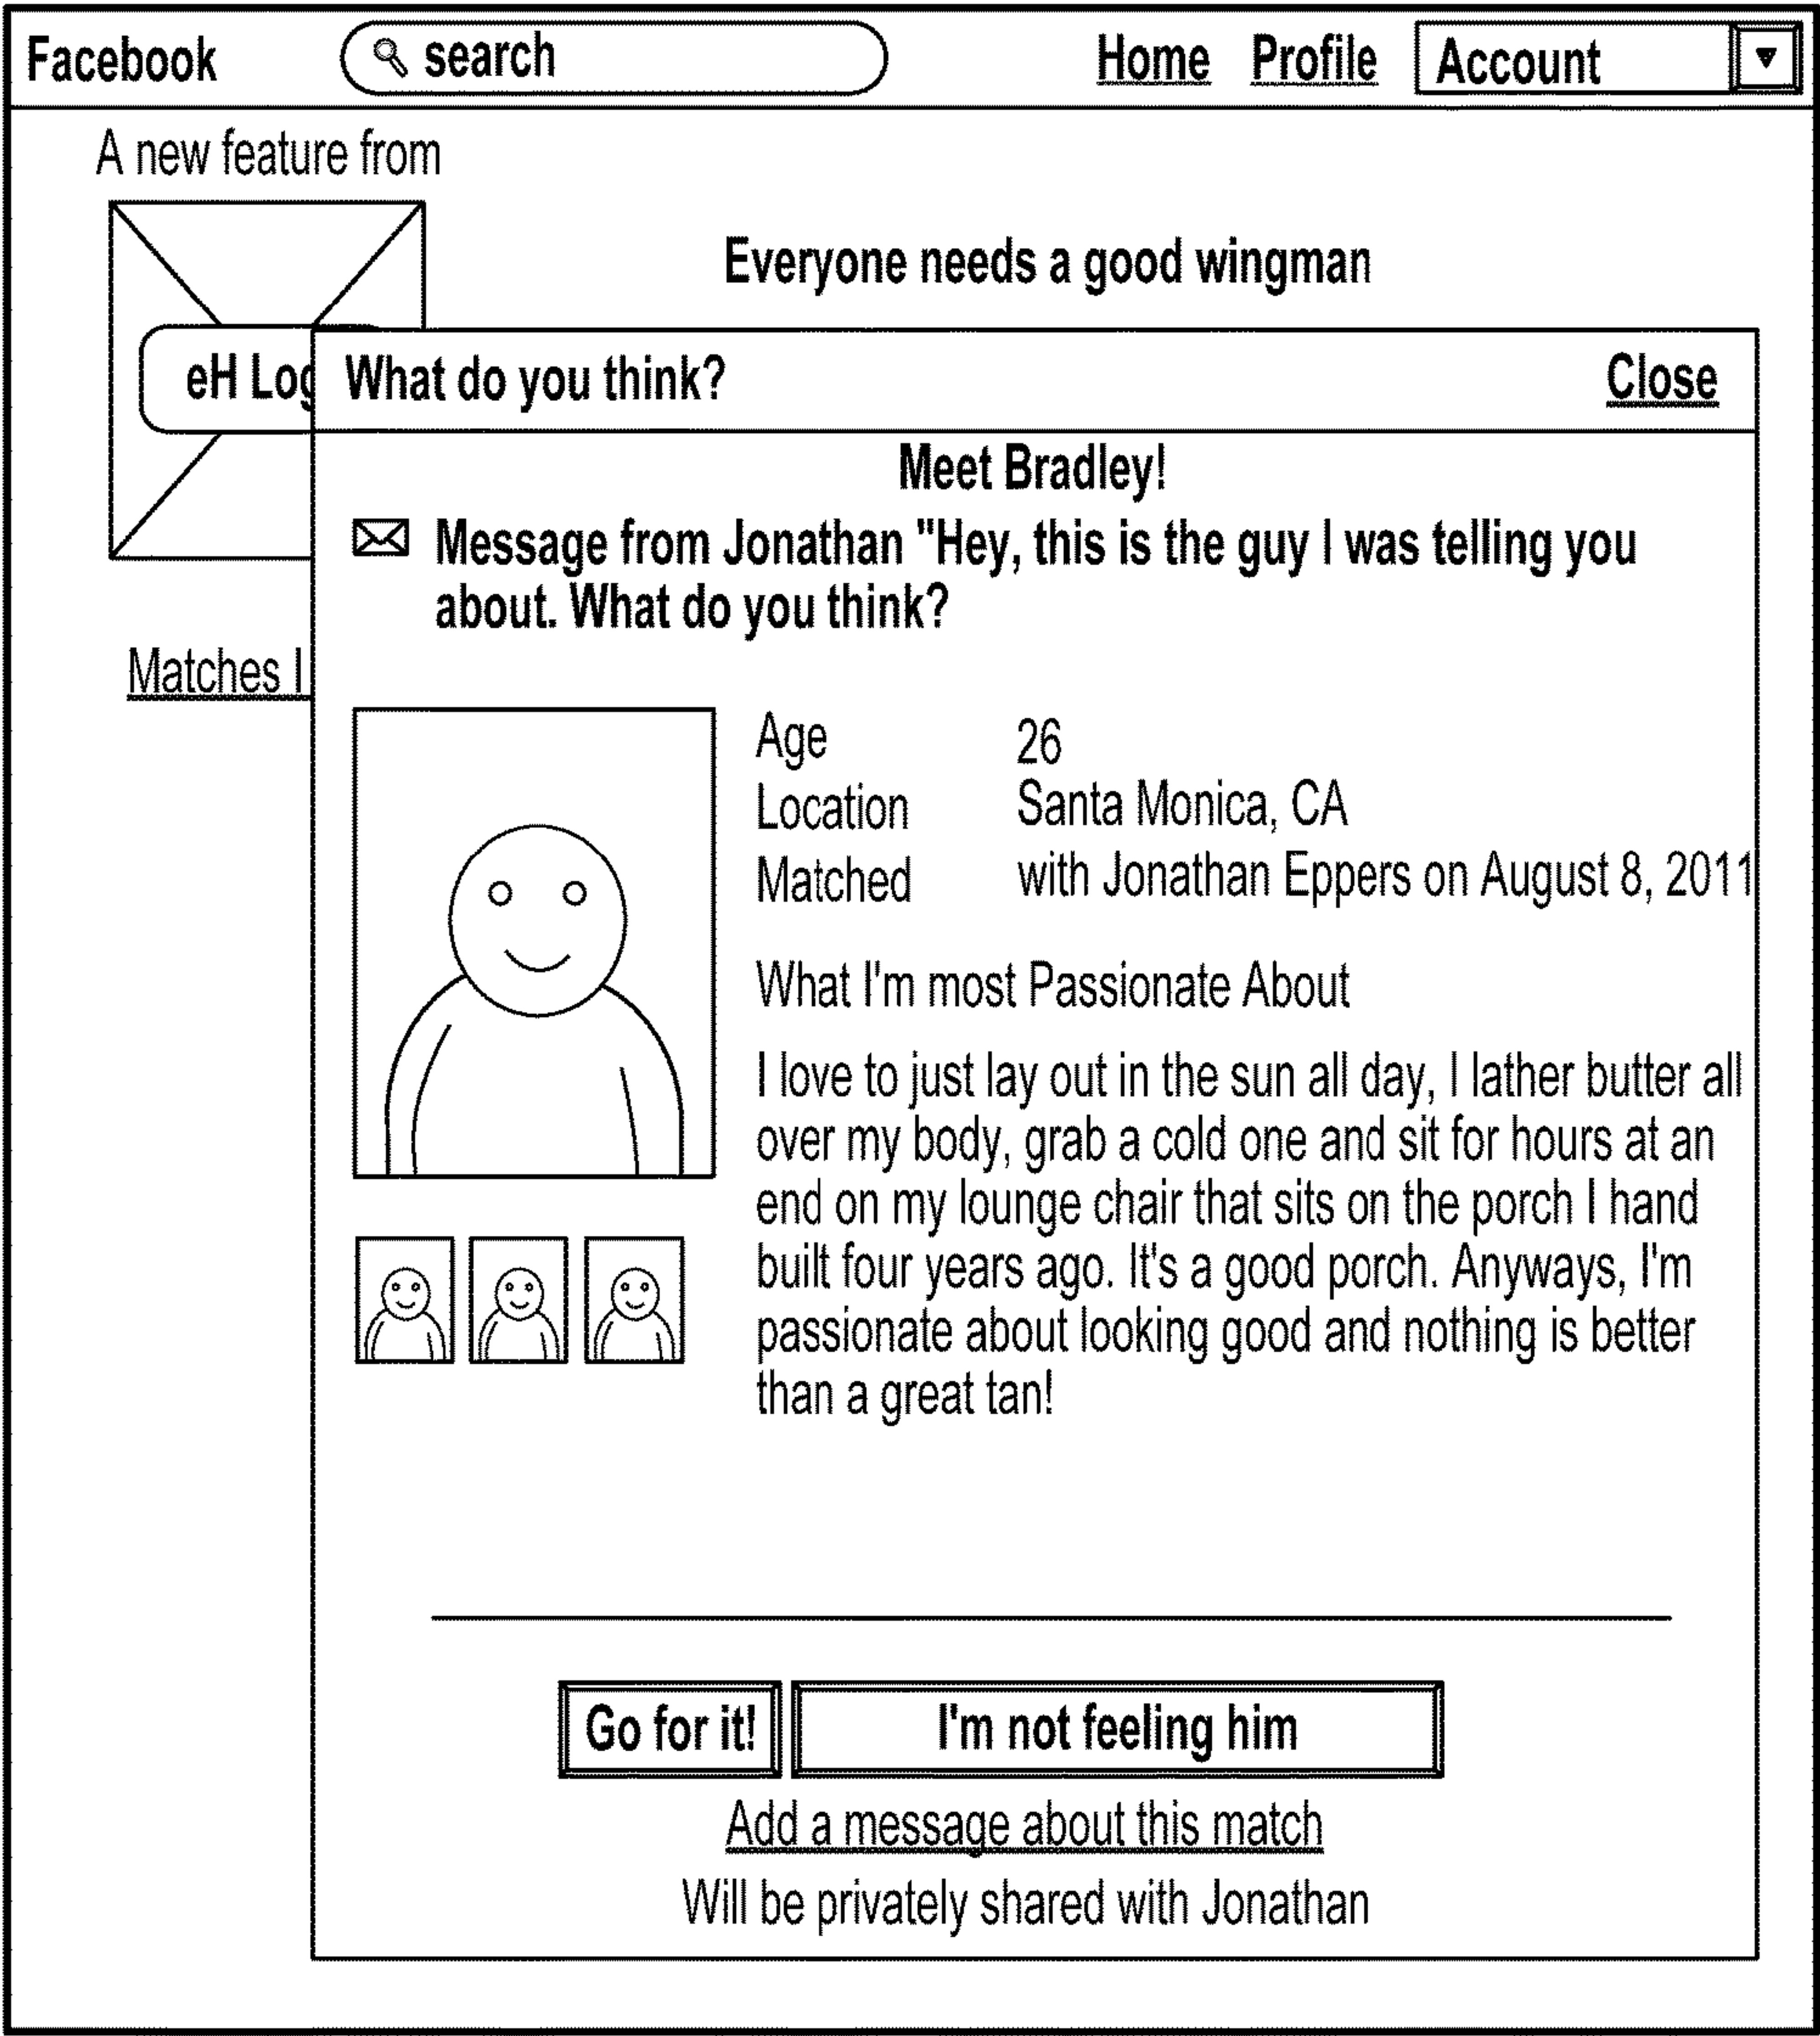 Facebook
search
Home Profile Account
A new feature from
Everyone needs a good wingman
eH Log
What do you think?
Close
Meet Bradley!
Message from Jonathan "Hey, this is the guy I was telling you
about. What do you think?
Matches I
Age 26
Location Santa Monica, CA
Matched with Jonathan Eppers on August 8, 2011
What I'm most Passionate About
I love to just lay out in the sun all day, I lather butter all
over my body, grab a cold one and sit for hours at an
end on my lounge chair that sits on the porch I hand
built four years ago. It's a good porch. Anyways, I'm
passionate about looking good and nothing is better
than a great tan!
Go for it! I'm not feeling him
Add a message about this match
Will be privately shared with Jonathan